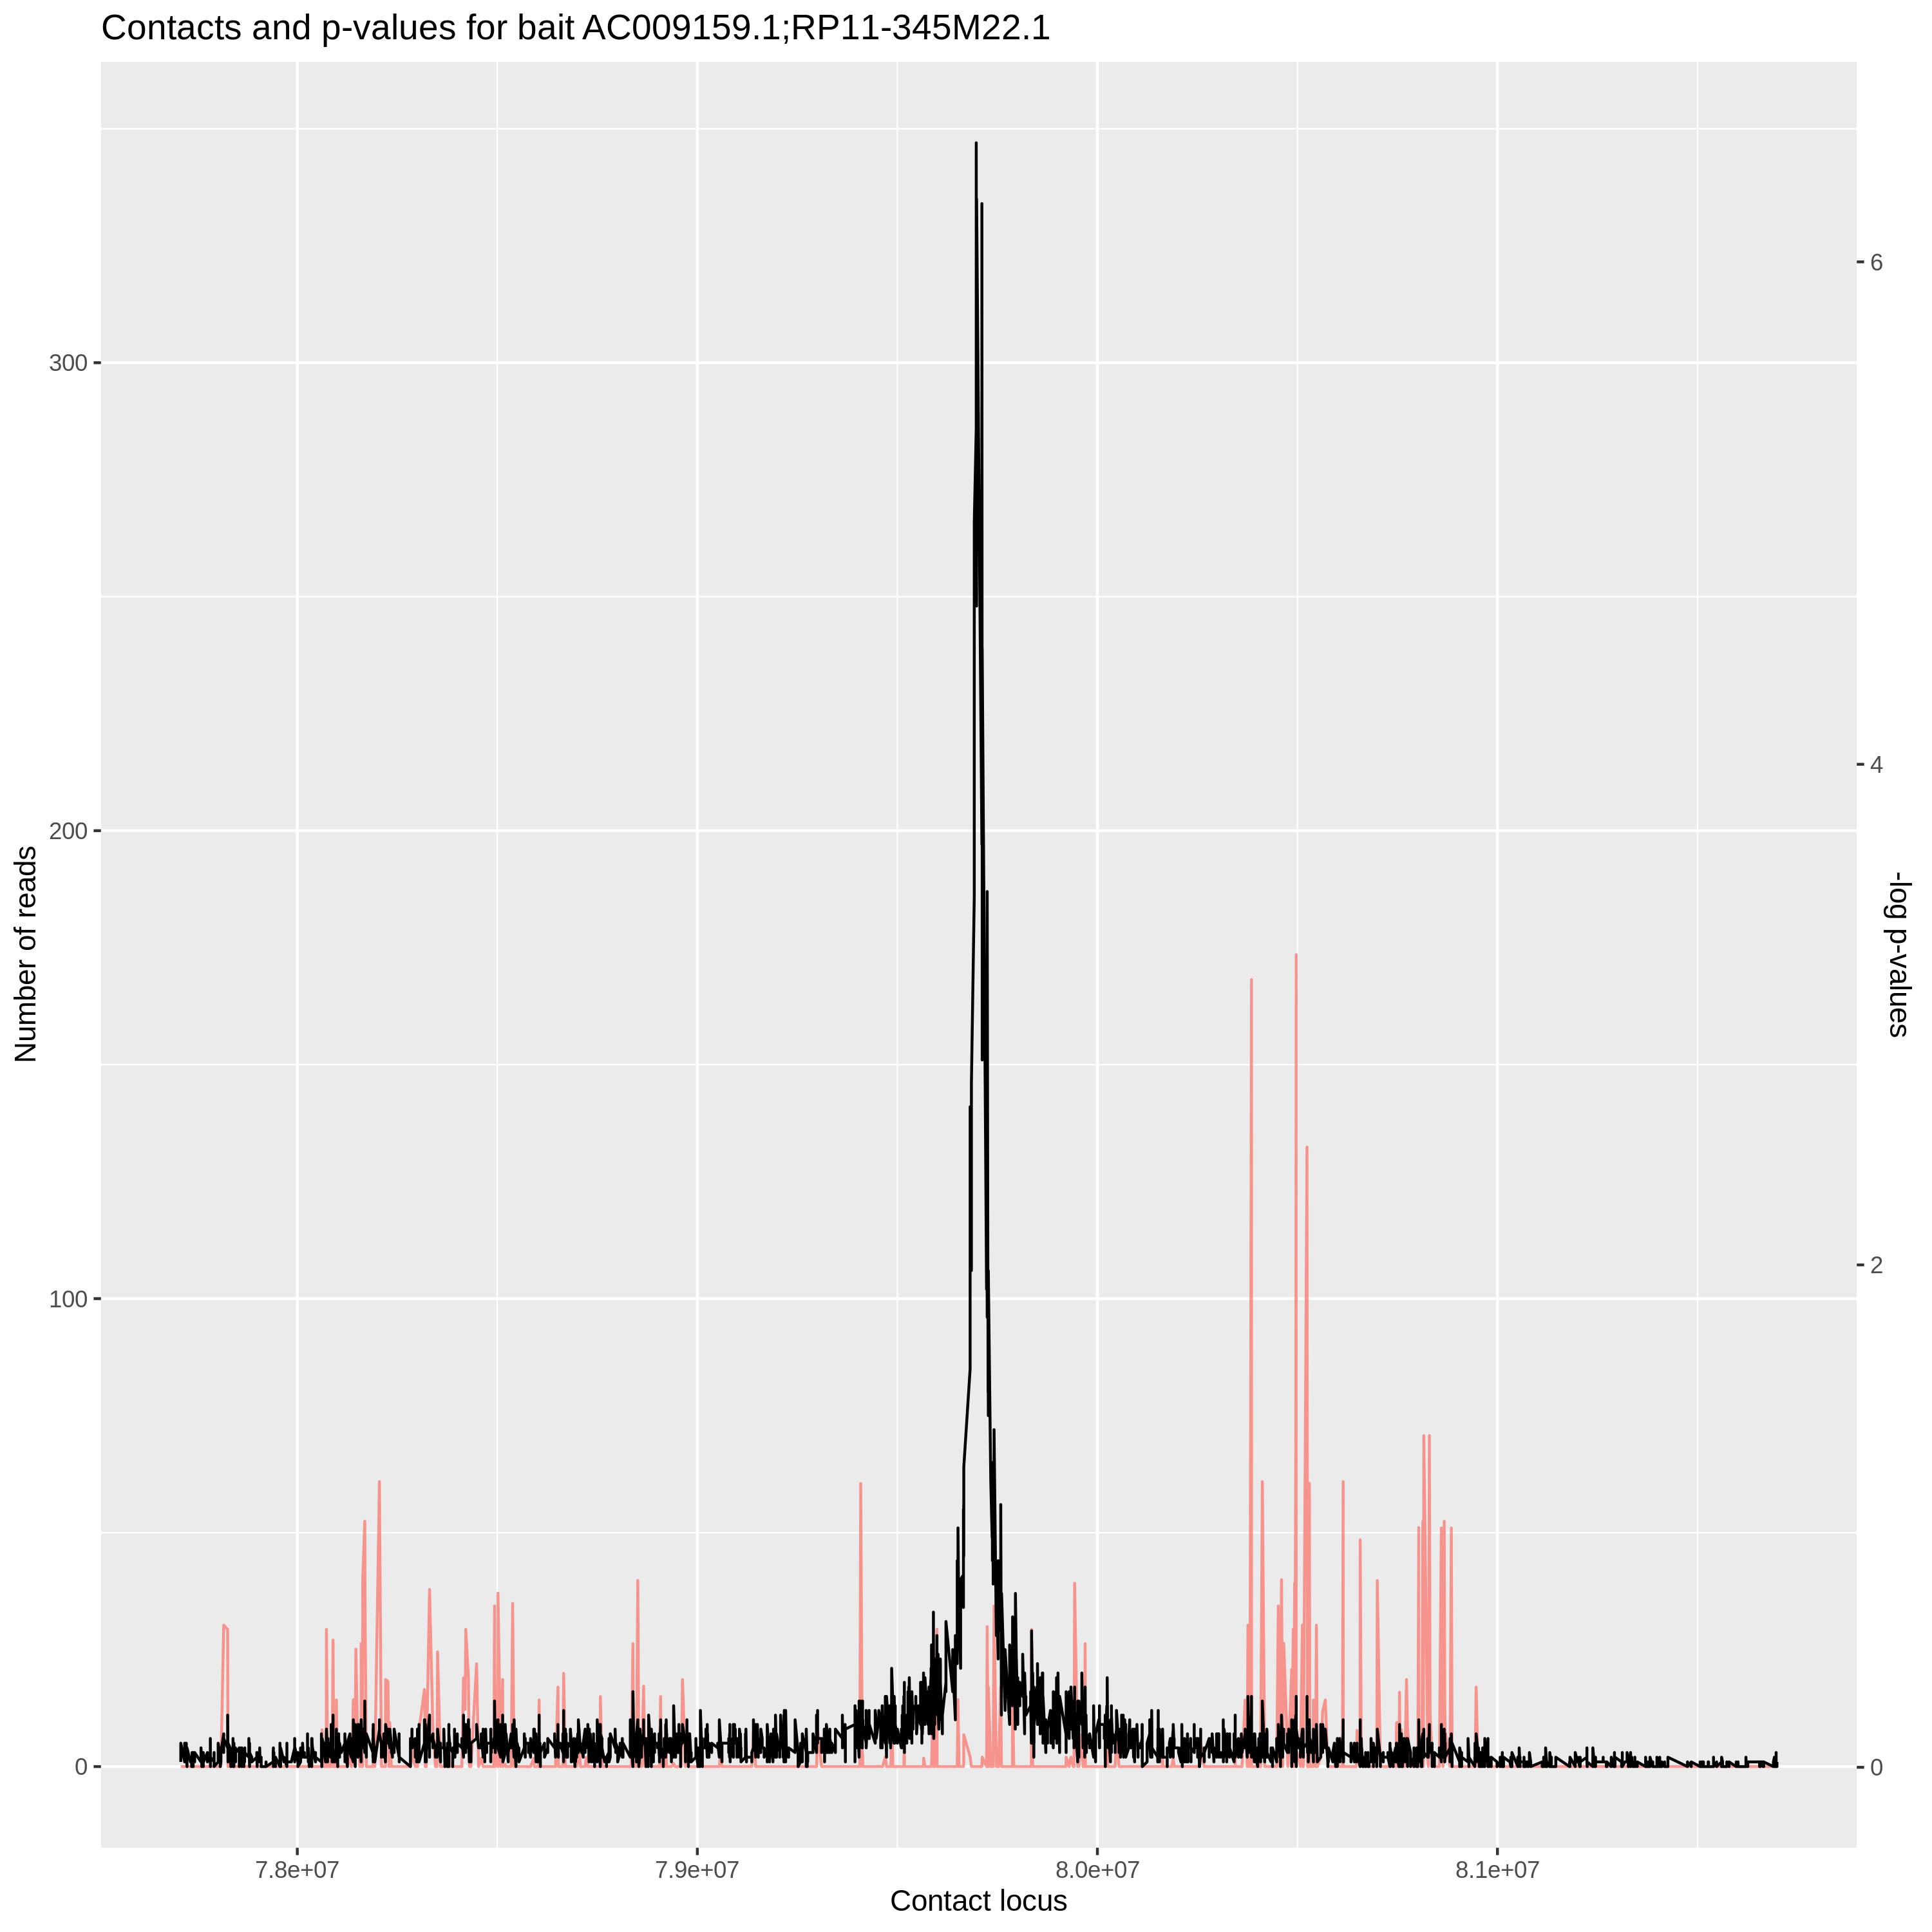 Contacts and p-values for bait AC009159.1;RP11-345M22.1
Number of reads
300
200
100
0
6
4
2
0
-log p-values
7.8e+07
7.9e+07
8.0e+07
8.1e+07
Contact locus